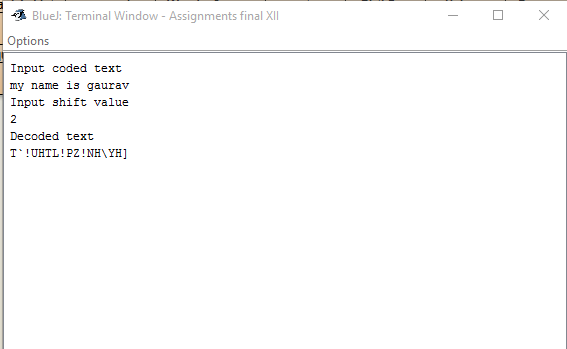 BlueJ: Terminal Window - Assignments final XII
Options
Input coded text
my name is gaurav
Input shift value
2
Decoded text
T`!UHTL!PZ!NH\YH]